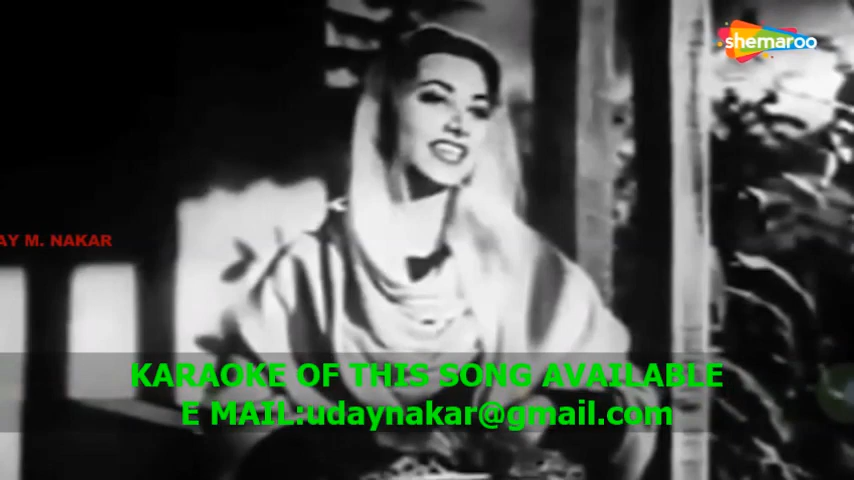 shemaroo
AY M. NAKAR
KARAOKE OF THIS SONG AVAILABLE
E MAIL:udaynakar@gmail.com